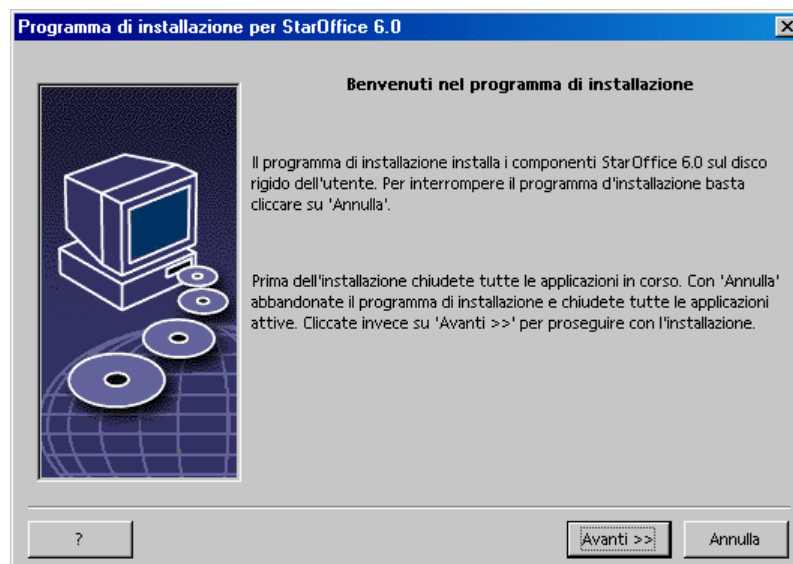 Programma di installazione per StarOffice 6.0
Benvenuti nel programma di installazione
Il programma di installazione installa i componenti StarOffice 6.0 sul disco
rigido dell'utente. Per interrompere il programma d'installazione basta
cliccare su 'Annulla'.
Prima dell'installazione chiudete tutte le applicazioni in corso. Con 'Annulla'
abbandonate il programma di installazione e chiudete tutte le applicazioni
attive. Cliccate invece su 'Avanti >>' per proseguire con l'installazione.
?
Avanti >>
Annulla